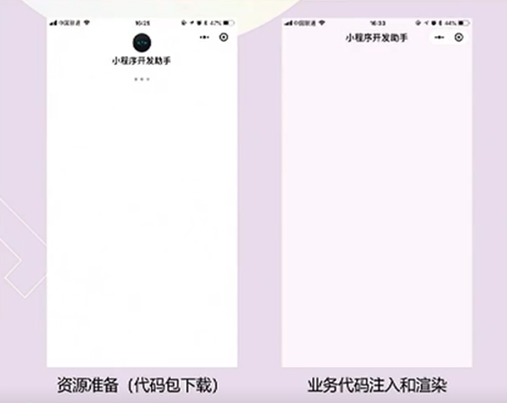 中国联通 16:25 47%
小程序开发助手
中国联通 16:33 44%
小程序开发助手
资源准备（代码包下载）
业务代码注入和渲染